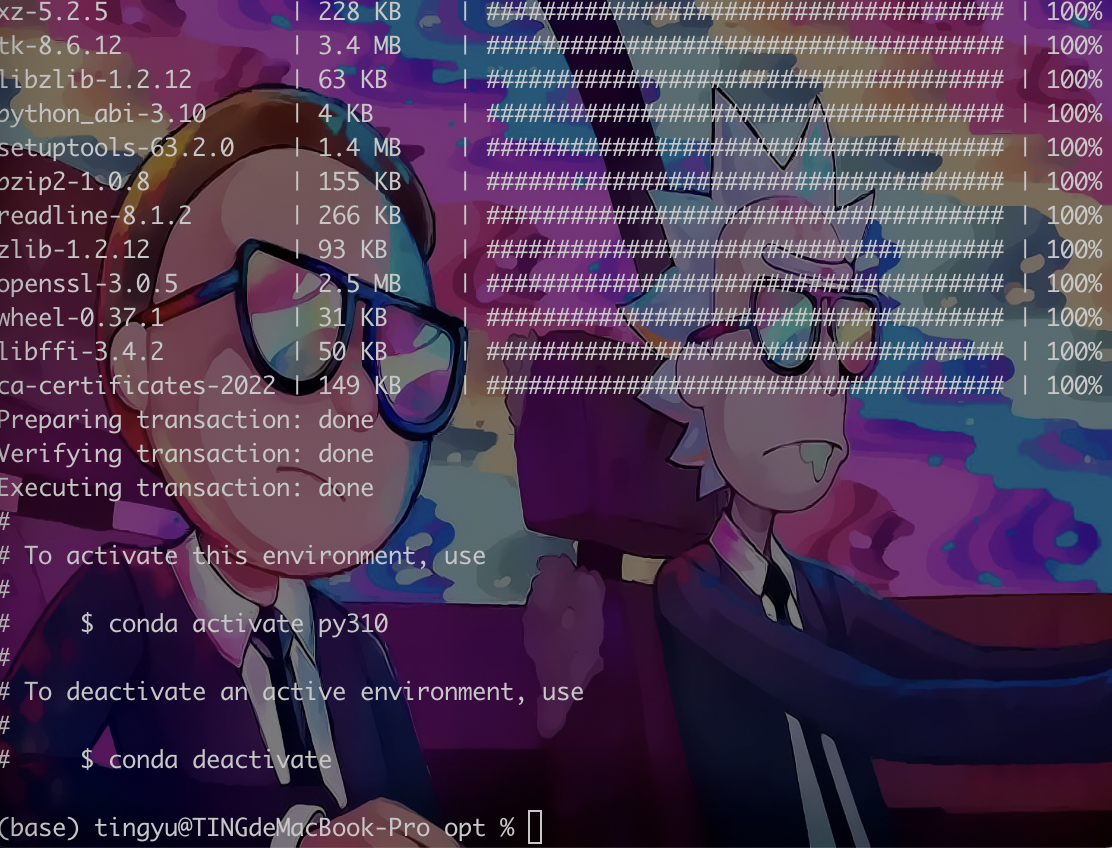 xz-5.2.5 | 228 KB | ##################################### | 100%
tk-8.6.12 | 3.4 MB | ##################################### | 100%
libzlib-1.2.12 | 63 KB | ##################################### | 100%
python_abi-3.10 | 4 KB | ##################################### | 100%
setuptools-63.2.0 | 1.4 MB | ##################################### | 100%
bzip2-1.0.8 | 155 KB | ##################################### | 100%
readline-8.1.2 | 266 KB | ##################################### | 100%
zlib-1.2.12 | 93 KB | ##################################### | 100%
openssl-3.0.5 | 2.5 MB | ##################################### | 100%
wheel-0.37.1 | 31 KB | ##################################### | 100%
libffi-3.4.2 | 50 KB | ##################################### | 100%
ca-certificates-2022 | 149 KB | ##################################### | 100%
Preparing transaction: done
Verifying transaction: done
Executing transaction: done
#
# To activate this environment, use
#
# $ conda activate py310
#
# To deactivate an active environment, use
#
# $ conda deactivate
(base) tingyu@TINGdeMacBook-Pro opt %